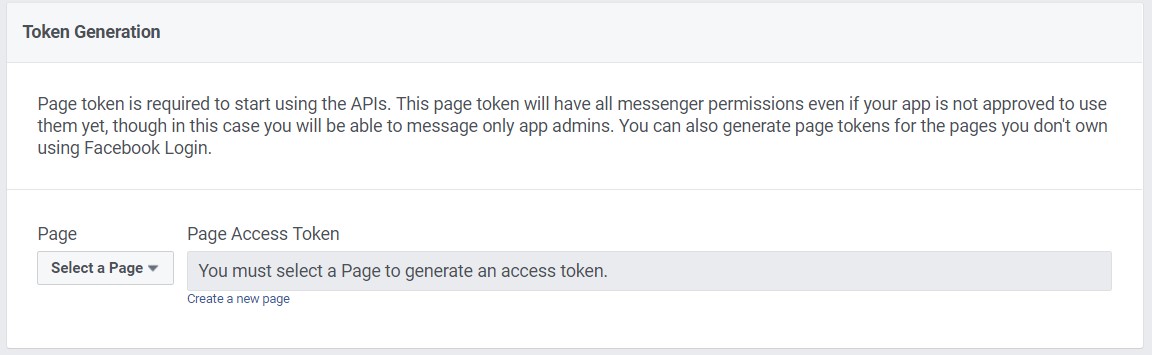 Token Generation
Page token is required to start using the APIs. This page token will have all messenger permissions even if your app is not approved to use
them yet, though in this case you will be able to message only app admins. You can also generate page tokens for the pages you don't own
using Facebook Login.
Page
Page Access Token
Select a Page
You must select a Page to generate an access token.
Create a new page